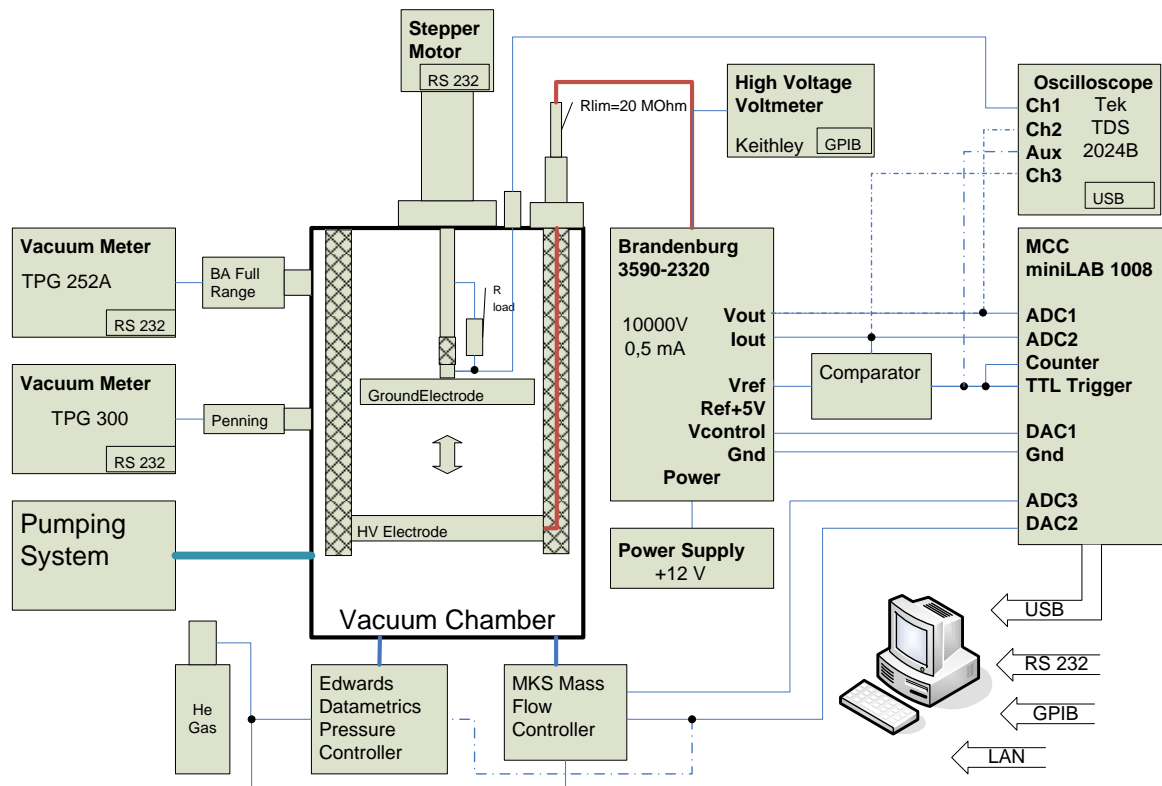 Stepper
Motor
RS 232
Rlim=20 MOhm
High Voltage
Voltmeter
Keithley
GPIB
Oscilloscope
Ch1
Tek
Ch2
TDS
Aux
2024B
Ch3
USB
Vacuum Meter
TPG 252A
RS 232
BA Full
Range
R
load
Brandenburg
3590-2320
10000V
0,5 mA
Vout
Iout
Vref
Ref+5V
Vcontrol
Gnd
Power
Comparator
MCC
miniLAB 1008
ADC1
ADC2
Counter
TTL Trigger
DAC1
Gnd
ADC3
DAC2
Vacuum Meter
TPG 300
RS 232
Penning
GroundElectrode
HV Electrode
Pumping
System
Power Supply
+12 V
Vacuum Chamber
He
Gas
Edwards
Datametrics
Pressure
Controller
MKS Mass
Flow
Controller
USB
RS 232
GPIB
LAN